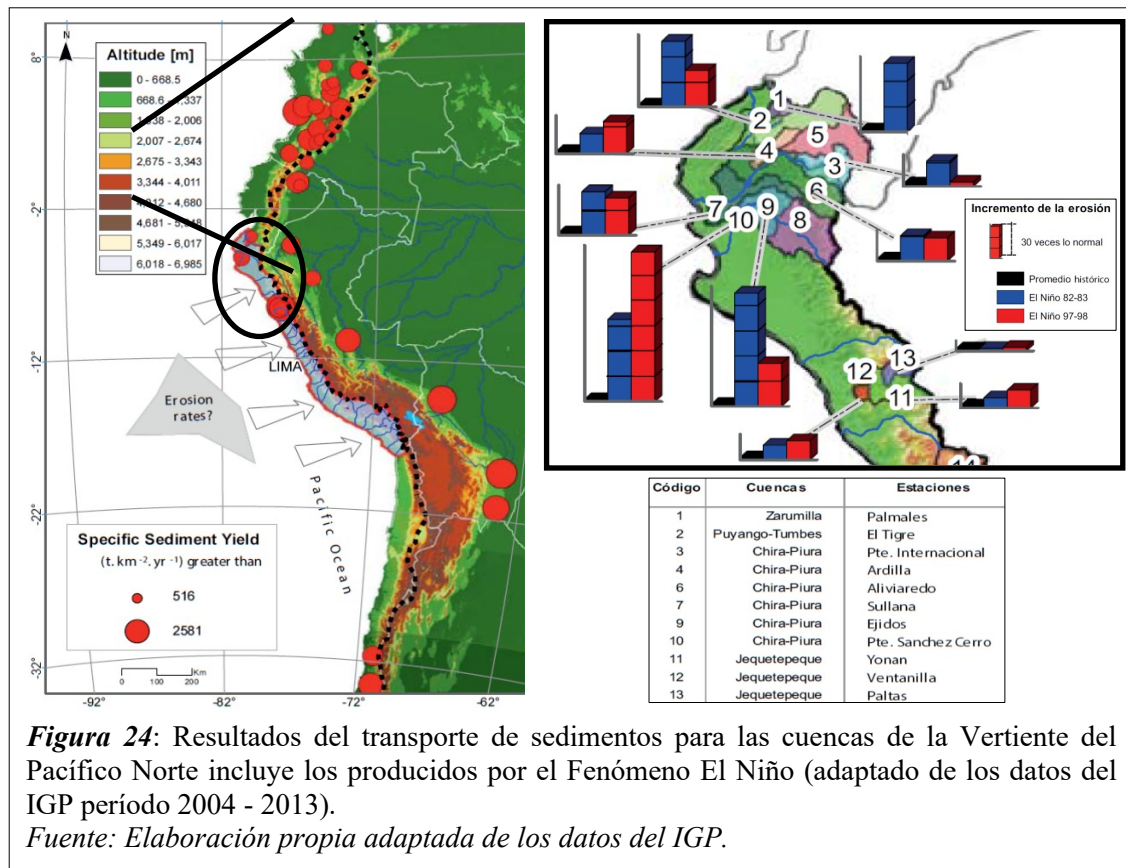 N
8°
2°
12°
22°
32°
-92°
-82°
-72°
-62°
Altitude [m]
0 - 668.5
2,007 - 2,674
2,675 - 3,343
3,344 - 4,011
5,349 - 6,017
6,018 - 6,985
LIMA
Erosion
rates?
Pacific Ocean
Specific Sediment Yield
(t. km⁻².yr⁻¹) greater than
516
2581
0 100 200 Km
1
2
5
4
3
6
7
9
10
8
13
12
11
Incremento de la erosión
30 veces lo normal
Promedio histórico
El Niño 82-83
El Niño 97-98
Código Cuencas Estaciones
1 Zarumilla Palmales
2 Puyango-Tumbes El Tigre
3 Chira-Piura Pte. Internacional
4 Chira-Piura Ardilla
6 Chira-Piura Aliviaredo
7 Chira-Piura Sullana
9 Chira-Piura Ejidos
10 Chira-Piura Pte. Sanchez Cerro
11 Jequetepeque Yonan
12 Jequetepeque Ventanilla
13 Jequetepeque Paltas
Figura 24: Resultados del transporte de sedimentos para las cuencas de la Vertiente del
Pacífico Norte incluye los producidos por el Fenómeno El Niño (adaptado de los datos del
IGP período 2004 - 2013).
Fuente: Elaboración propia adaptada de los datos del IGP.